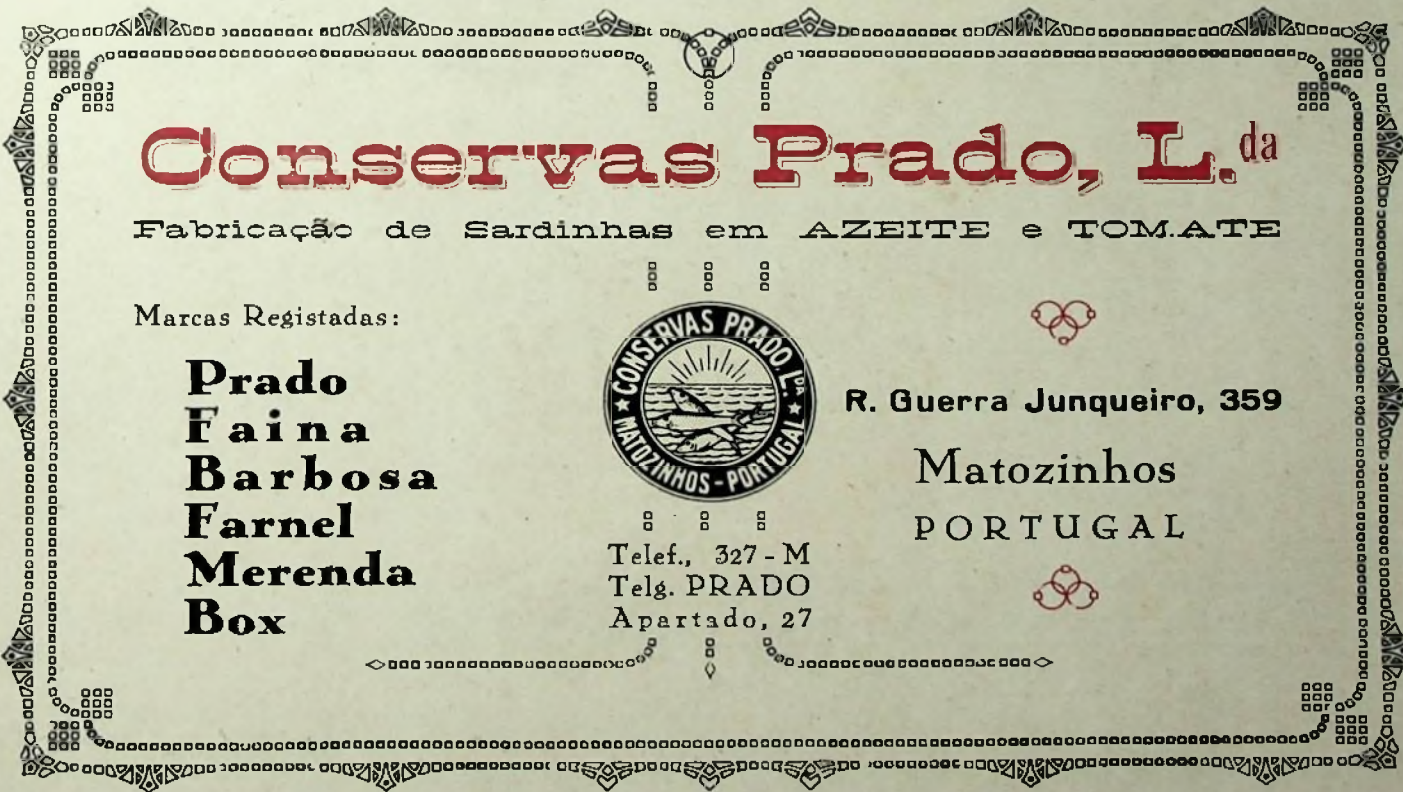 Conservas Prado, L.da
Fabricação de Sardinhas em AZEITE e TOMATE
Marcas Registadas:
Prado
Faina
Barbosa
Farnel
Merenda
Box
CONSERVAS PRADO, LDA
MATOZINHOS - PORTUGAL
Telef., 327 - M
Telg. PRADO
Apartado, 27
R. Guerra Junqueiro, 359
Matozinhos
PORTUGAL